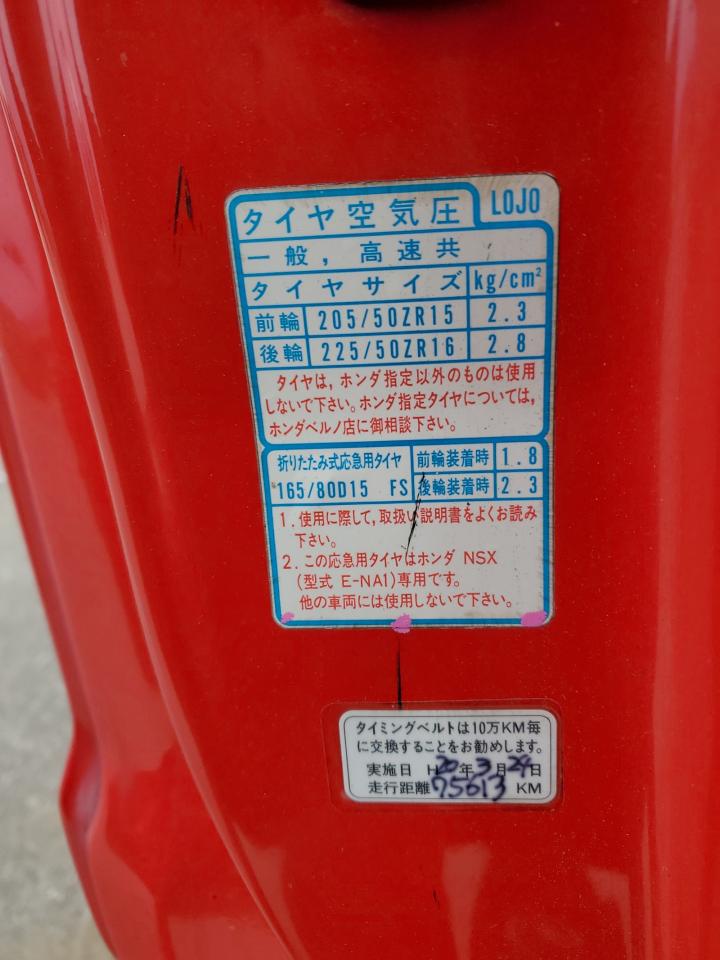 タイヤ空気圧 LOJO
一般，高速共
タイヤサイズ kg/cm²
前輪 205/50ZR15 2.3
後輪 225/50ZR16 2.8
タイヤは，ホンダ指定以外のものは使用
しないで下さい。ホンダ指定タイヤについては，
ホンダベルノ店に御相談下さい。
折りたたみ式応急用タイヤ 前輪装着時 1.8
165/80D15 FS 後輪装着時 2.3
1. 使用に際して，取扱い説明書をよくお読み
下さい。
2. この応急用タイヤはホンダ NSX
(型式 E-NA1)専用です。
他の車両には使用しないで下さい。
タイミングベルトは10万KM毎
に交換することをお勧めします。
実施日 H20年3月29日
走行距離 75613 KM